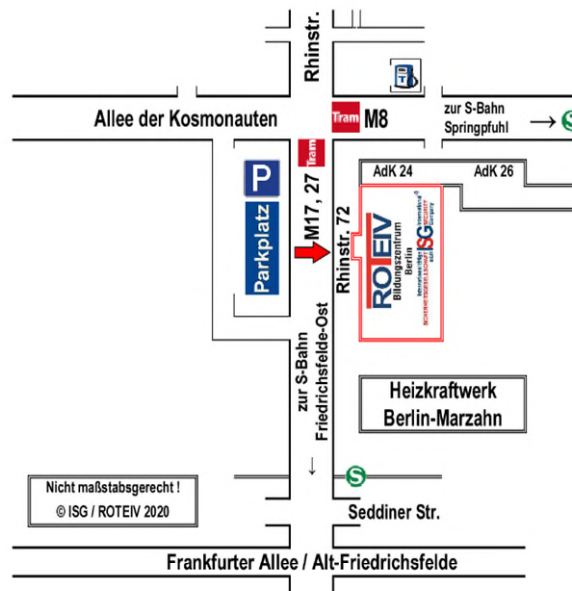 Rhinstr.
Allee der Kosmonauten
Tram M8
zur S-Bahn
Springpfuhl
→ S
Tram
M17, 27
P
Parkplatz
AdK 24
AdK 26
Rhinstr. 72
ROTEIV
Bildungszentrum
Berlin
ISG
zur S-Bahn
Friedrichsfelde-Ost
←
Heizkraftwerk
Berlin-Marzahn
S
Nicht maßstabsgerecht !
© ISG / ROTEIV 2020
Seddiner Str.
Frankfurter Allee / Alt-Friedrichsfelde